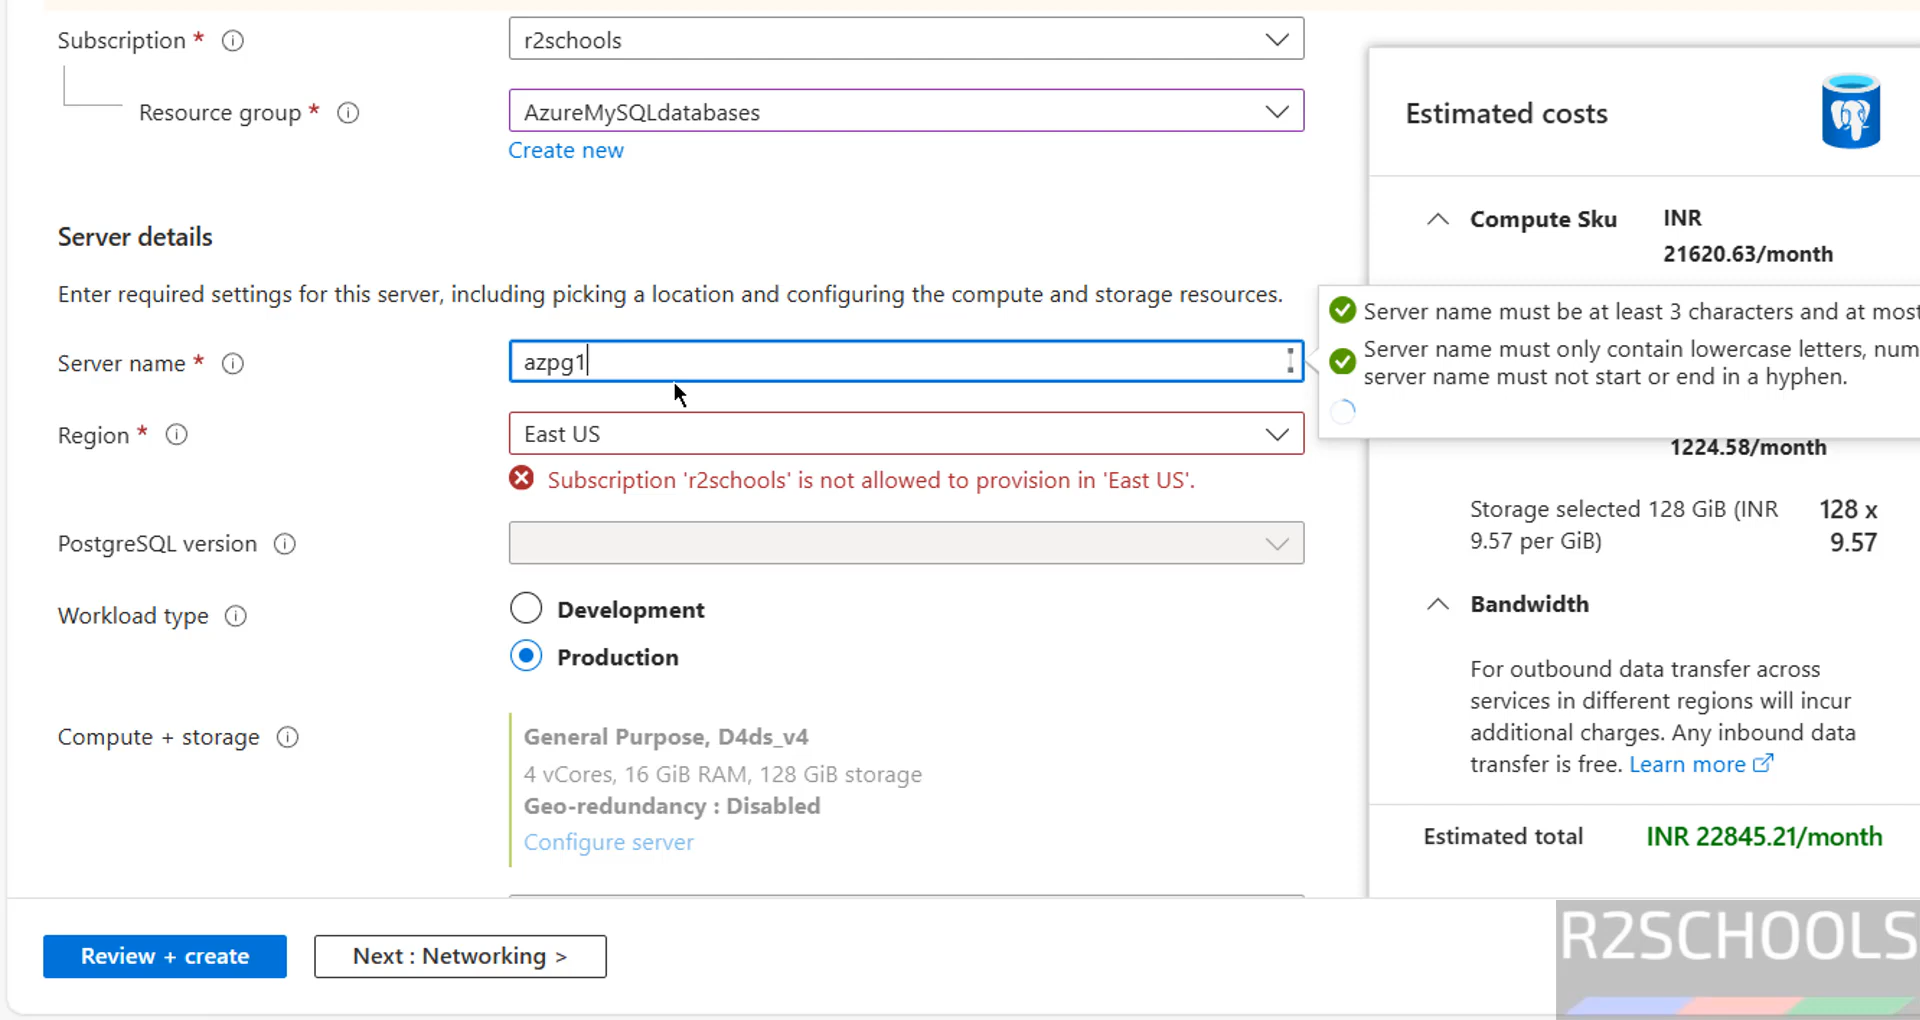 Subscription *
r2schools
Resource group *
AzureMySQLdatabases
Create new
Server details
Enter required settings for this server, including picking a location and configuring the compute and storage resources.
Server name *
azpg1
Region *
East US
Subscription 'r2schools' is not allowed to provision in 'East US'.
PostgreSQL version
Workload type
Development
Production
Compute + storage
General Purpose, D4ds_v4
4 vCores, 16 GiB RAM, 128 GiB storage
Geo-redundancy : Disabled
Configure server
Review + create
Next : Networking >
Estimated costs
Compute Sku
INR
21620.63/month
Server name must be at least 3 characters and at most
Server name must only contain lowercase letters, num
server name must not start or end in a hyphen.
1224.58/month
Storage selected 128 GiB (INR
9.57 per GiB)
128 x
9.57
Bandwidth
For outbound data transfer across
services in different regions will incur
additional charges. Any inbound data
transfer is free. Learn more
Estimated total
INR 22845.21/month
R2SCHOOLS